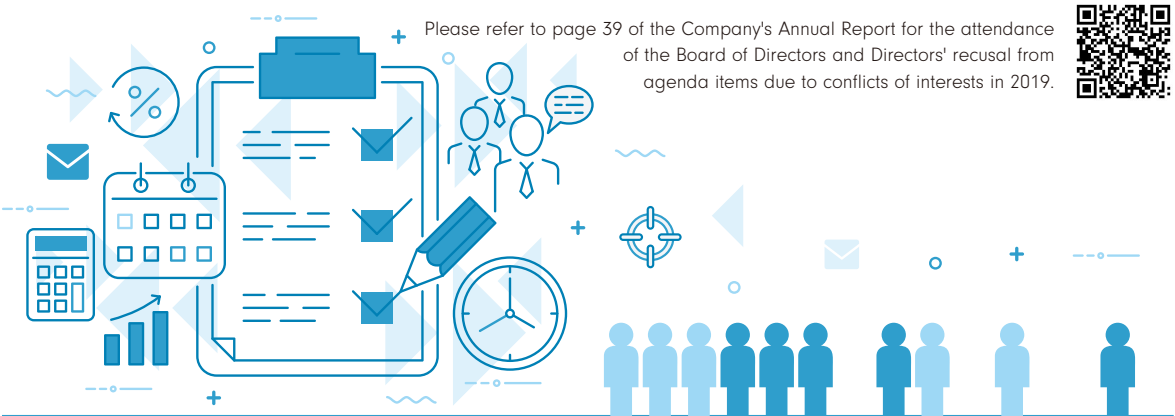 Please refer to page 39 of the Company's Annual Report for the attendance
of the Board of Directors and Directors' recusal from
agenda items due to conflicts of interests in 2019.